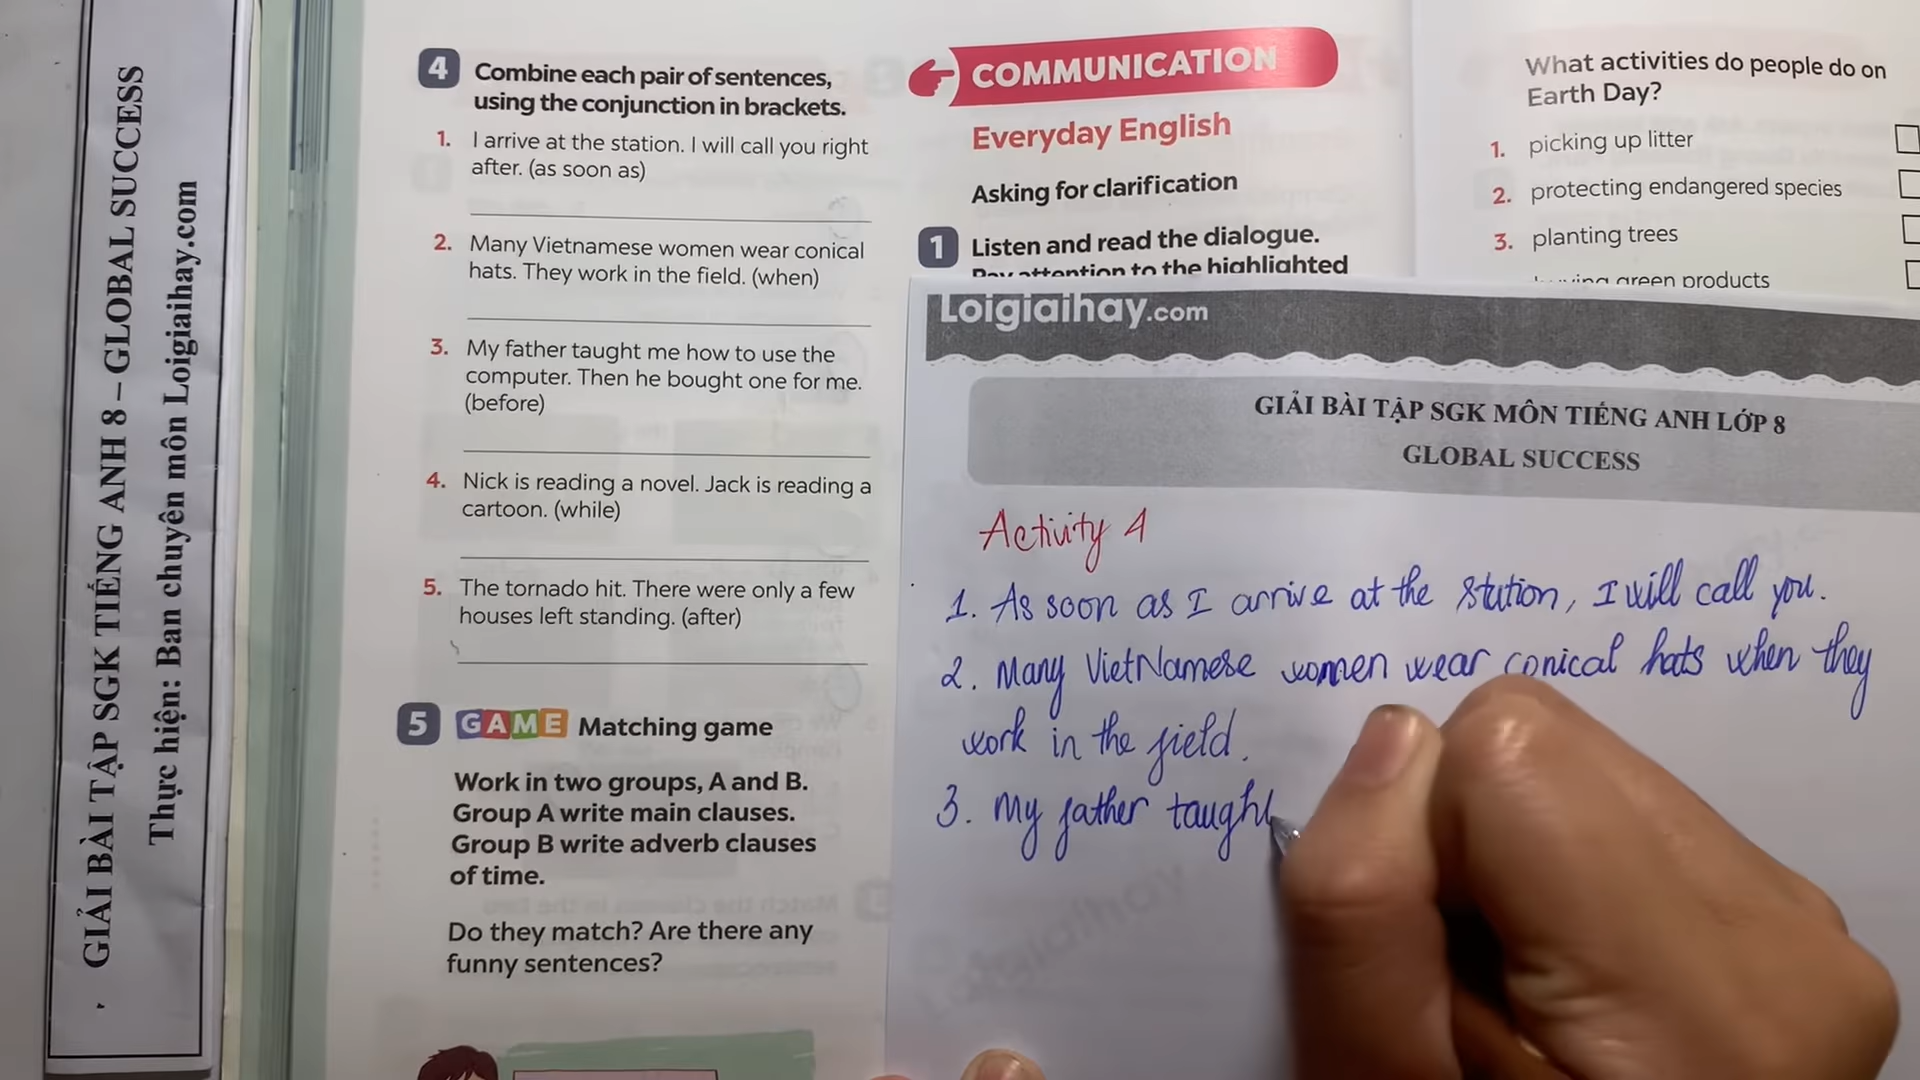 GIẢI BÀI TẬP SGK TIẾNG ANH 8 – GLOBAL SUCCESS
Thực hiện: Ban chuyên môn Loigiaihay.com
4 Combine each pair of sentences,
using the conjunction in brackets.
1. I arrive at the station. I will call you right
after. (as soon as)
2. Many Vietnamese women wear conical
hats. They work in the field. (when)
3. My father taught me how to use the
computer. Then he bought one for me.
(before)
4. Nick is reading a novel. Jack is reading a
cartoon. (while)
5. The tornado hit. There were only a few
houses left standing. (after)
5 GAME Matching game
Work in two groups, A and B.
Group A write main clauses.
Group B write adverb clauses
of time.
Do they match? Are there any
funny sentences?
COMMUNICATION
Everyday English
Asking for clarification
1 Listen and read the dialogue.
Pay attention to the highlighted
What activities do people do on
Earth Day?
1. picking up litter
2. protecting endangered species
3. planting trees
green products
Loigiaihay.com
GIẢI BÀI TẬP SGK MÔN TIẾNG ANH LỚP 8
GLOBAL SUCCESS
Activity 4
1. As soon as I arrive at the station, I will call you.
2. Many VietNamese women wear conical hats when they
work in the field.
3. My father taught
Loigiaihay